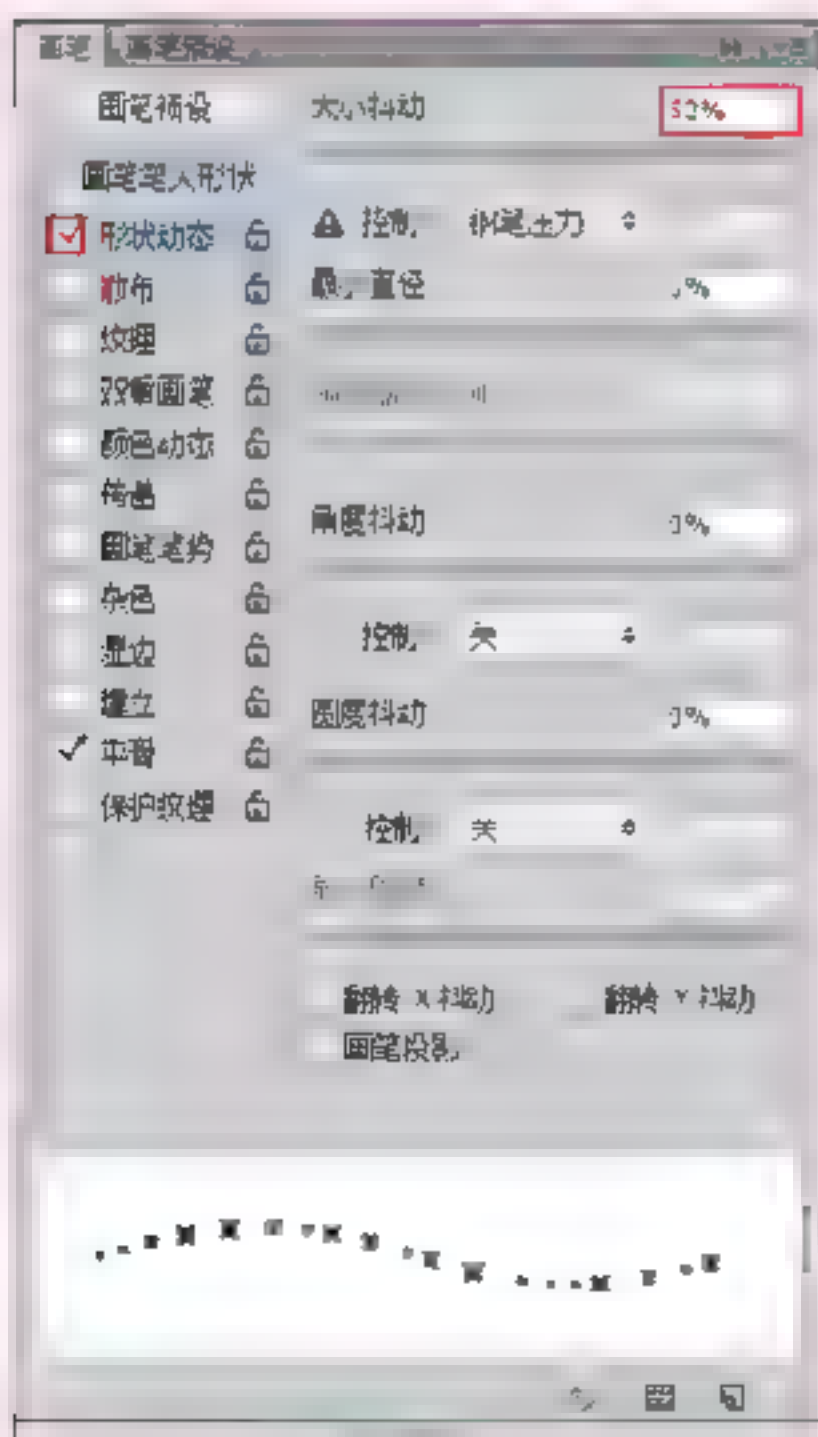 画笔 画笔预设
画笔预设 大小抖动
画笔笔尖形状
控制 钢笔压力
形状动态
散布 最小直径
纹理
双重画笔
颜色动态
传递
角度抖动
画笔笔势
杂色
控制 关
湿边
建立 圆度抖动 0%
平滑
保护纹理
控制 关
翻转 X 抖动 翻转 Y 抖动
画笔投影